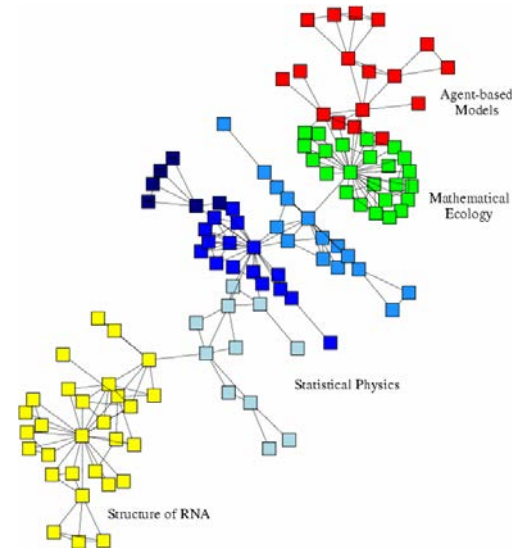 Agent-based
Models
Mathematical
Ecology
Statistical Physics
Structure of RNA